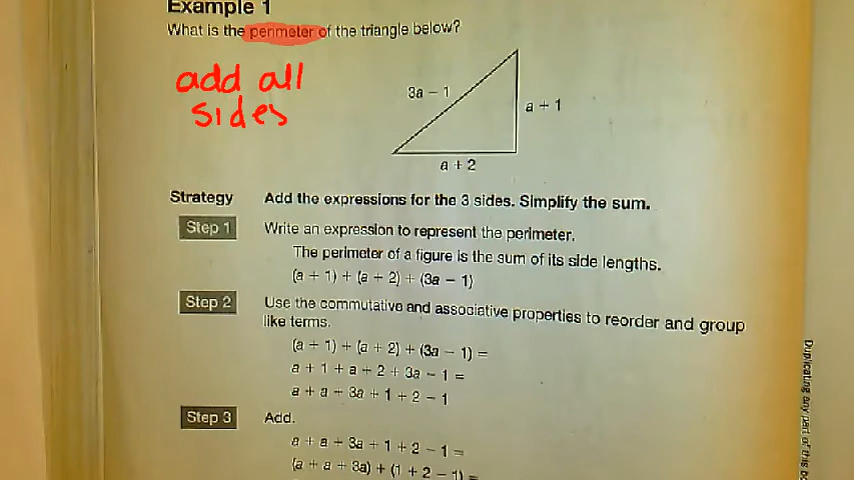 Example 1
What is the perimeter of the triangle below?
add all
sides
3a − 1
a + 1
a + 2
Strategy Add the expressions for the 3 sides. Simplify the sum.
Step 1 Write an expression to represent the perimeter.
The perimeter of a figure is the sum of its side lengths.
(a + 1) + (a + 2) + (3a − 1)
Step 2 Use the commutative and associative properties to reorder and group
like terms.
(a + 1) + (a + 2) + (3a − 1) =
a + 1 + a + 2 + 3a − 1 =
a + a + 3a + 1 + 2 − 1
Step 3 Add.
a + a + 3a + 1 + 2 − 1 =
(a + a + 3a) + (1 + 2 − 1) =
Duplicating any part of this